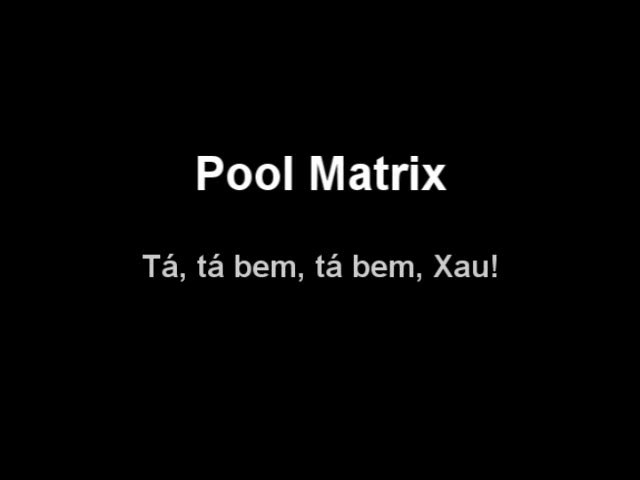 Pool Matrix
Tá, tá bem, tá bem, Xau!